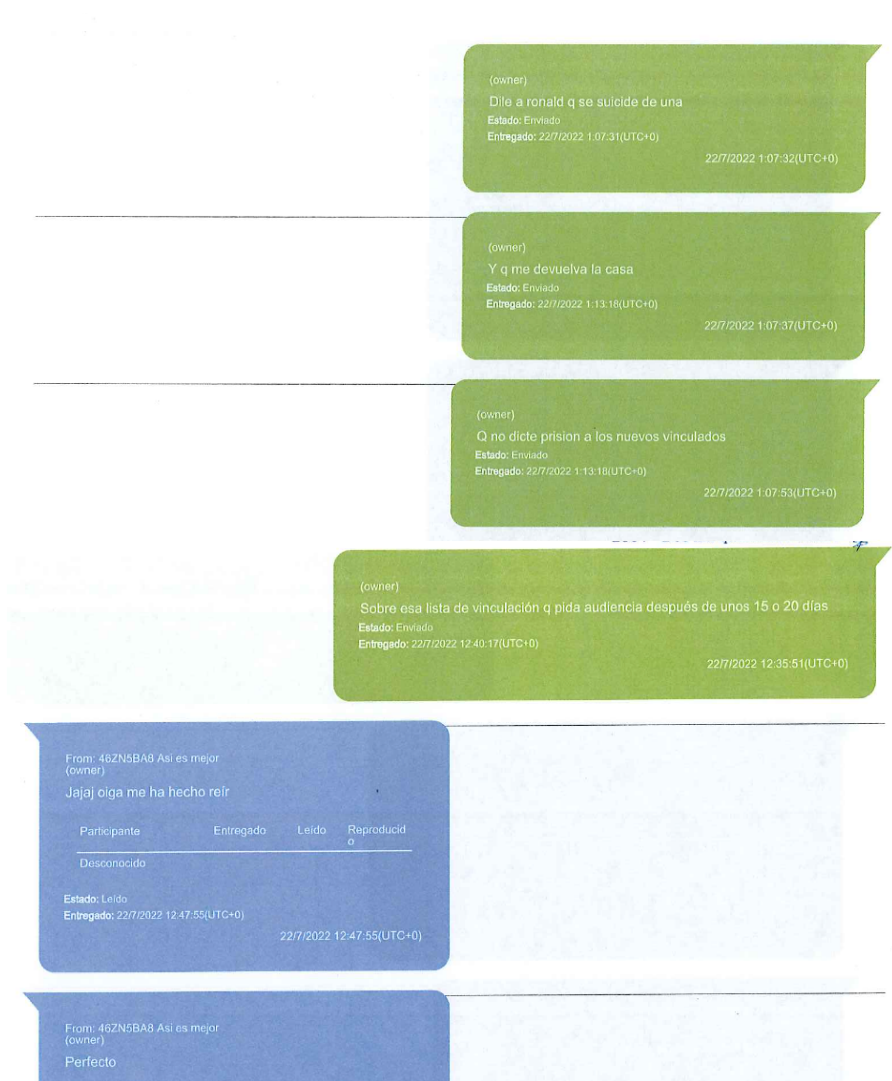 (owner)
Dile a ronald q se suicide de una
Estado: Enviado
Entregado: 22/7/2022 1:07:31(UTC+0)
22/7/2022 1:07:32(UTC+0)
(owner)
Y q me devuelva la casa
Estado: Enviado
Entregado: 22/7/2022 1:13:18(UTC+0)
22/7/2022 1:07:37(UTC+0)
(owner)
Q no dicte prision a los nuevos vinculados
Estado: Enviado
Entregado: 22/7/2022 1:13:18(UTC+0)
22/7/2022 1:07:53(UTC+0)
(owner)
Sobre esa lista de vinculación q pida audiencia después de unos 15 o 20 días
Estado: Enviado
Entregado: 22/7/2022 12:40:17(UTC+0)
22/7/2022 12:35:51(UTC+0)
From: 46ZN5BA8 Asi es mejor
(owner)
Jajaj oiga me ha hecho reír
Participante Entregado Leído Reproducid
o
Desconocido
Estado: Leído
Entregado: 22/7/2022 12:47:55(UTC+0)
22/7/2022 12:47:55(UTC+0)
From: 46ZN5BA8 Asi es mejor
(owner)
Perfecto